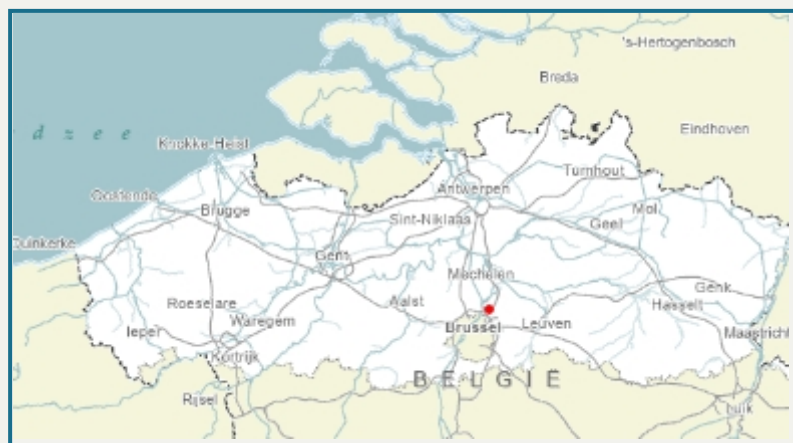 's-Hertogenbosch
Breda
Eindhoven
d z e e
Knokke-Heist
Turnhout
Oostende
Antwerpen
Mol
Brugge
Sint-Niklaas
Geel
Duinkerke
Gent
Mechelen
Genk
Roeselare
Aalst
Hasselt
Waregem
Ieper
Brussel
Leuven
Maastricht
Kortrijk
BELGIË
Rijsel
Luik